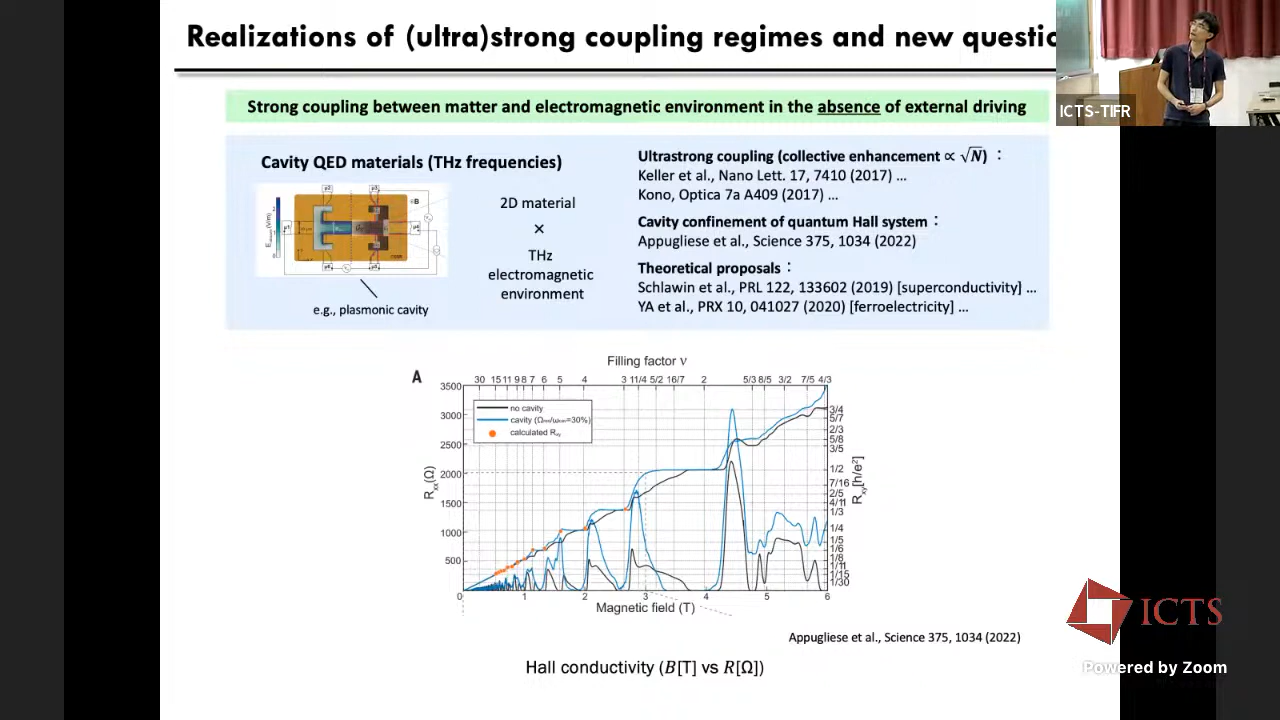 Realizations of (ultra)strong coupling regimes and new questio
ICTS-TIFR
Strong coupling between matter and electromagnetic environment in the absence of external driving
Cavity QED materials (THz frequencies)
2D material
×
THz
electromagnetic
environment
e.g., plasmonic cavity
Ultrastrong coupling (collective enhancement ∝ √N) :
Keller et al., Nano Lett. 17, 7410 (2017) ...
Kono, Optica 7a A409 (2017) ...
Cavity confinement of quantum Hall system :
Appugliese et al., Science 375, 1034 (2022)
Theoretical proposals :
Schlawin et al., PRL 122, 133602 (2019) [superconductivity] ...
YA et al., PRX 10, 041027 (2020) [ferroelectricity] ...
Filling factor ν
A
30 15 11 9 8 7 6 5 4 3 11/4 5/2 16/7 2 5/3 8/5 3/2 7/5 4/3
3500
3000
2500
2000
1500
1000
500
0
Rxx(Ω)
no cavity
calculated Rxy
3/4
5/7
2/3
5/8
3/5
1/2
7/16
2/5
4/11
1/3
1/4
1/5
1/6
1/8
1/11
1/15
1/30
Rxy[h/e²]
1 2 3 4 5 6
Magnetic field (T)
Appugliese et al., Science 375, 1034 (2022)
Hall conductivity (B[T] vs R[Ω])
ICTS
Powered by Zoom